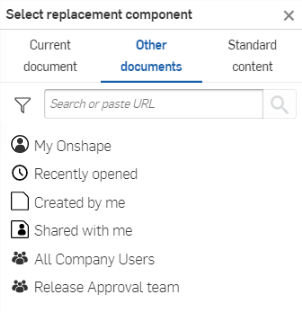 Select replacement component
Current document
Other documents
Standard content
Search or paste URL
My Onshape
Recently opened
Created by me
Shared with me
All Company Users
Release Approval team